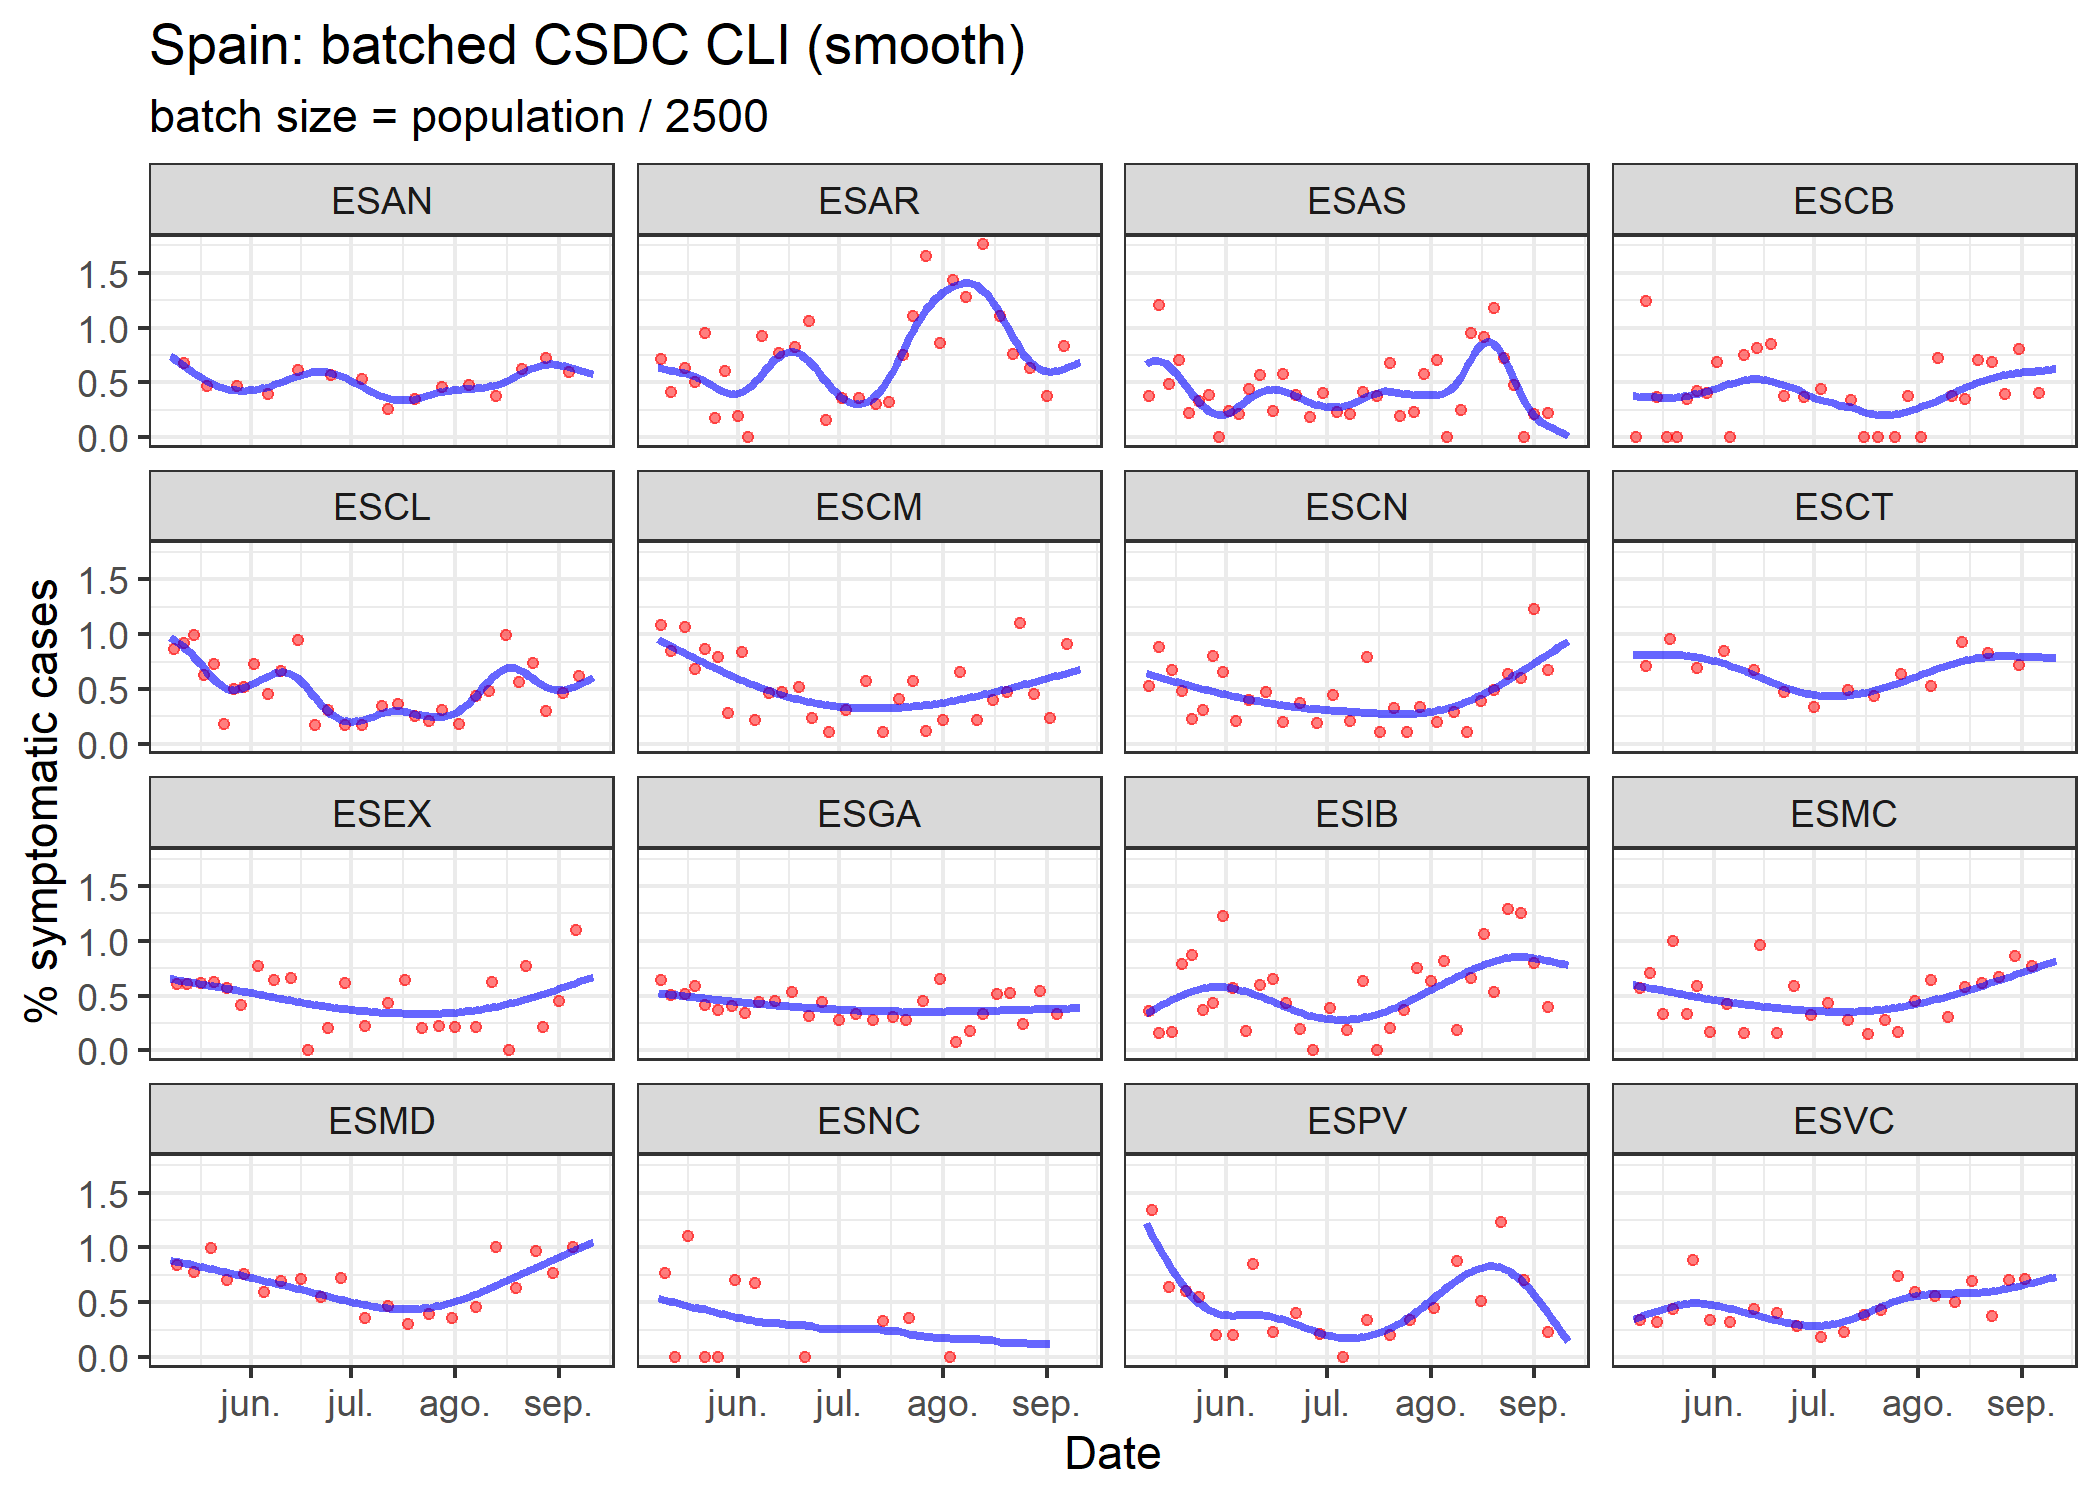 Spain: batched CSDC CLI (smooth)
batch size = population / 2500
ESAN ESAR ESAS ESCB
1.5
1.0
0.5
0.0
ESCL ESCM ESCN ESCT
1.5
1.0
0.5
0.0
% symptomatic cases
ESEX ESGA ESIB ESMC
1.5
1.0
0.5
0.0
ESMD ESNC ESPV ESVC
1.5
1.0
0.5
0.0
jun. jul. ago. sep. jun. jul. ago. sep. jun. jul. ago. sep. jun. jul. ago. sep.
Date